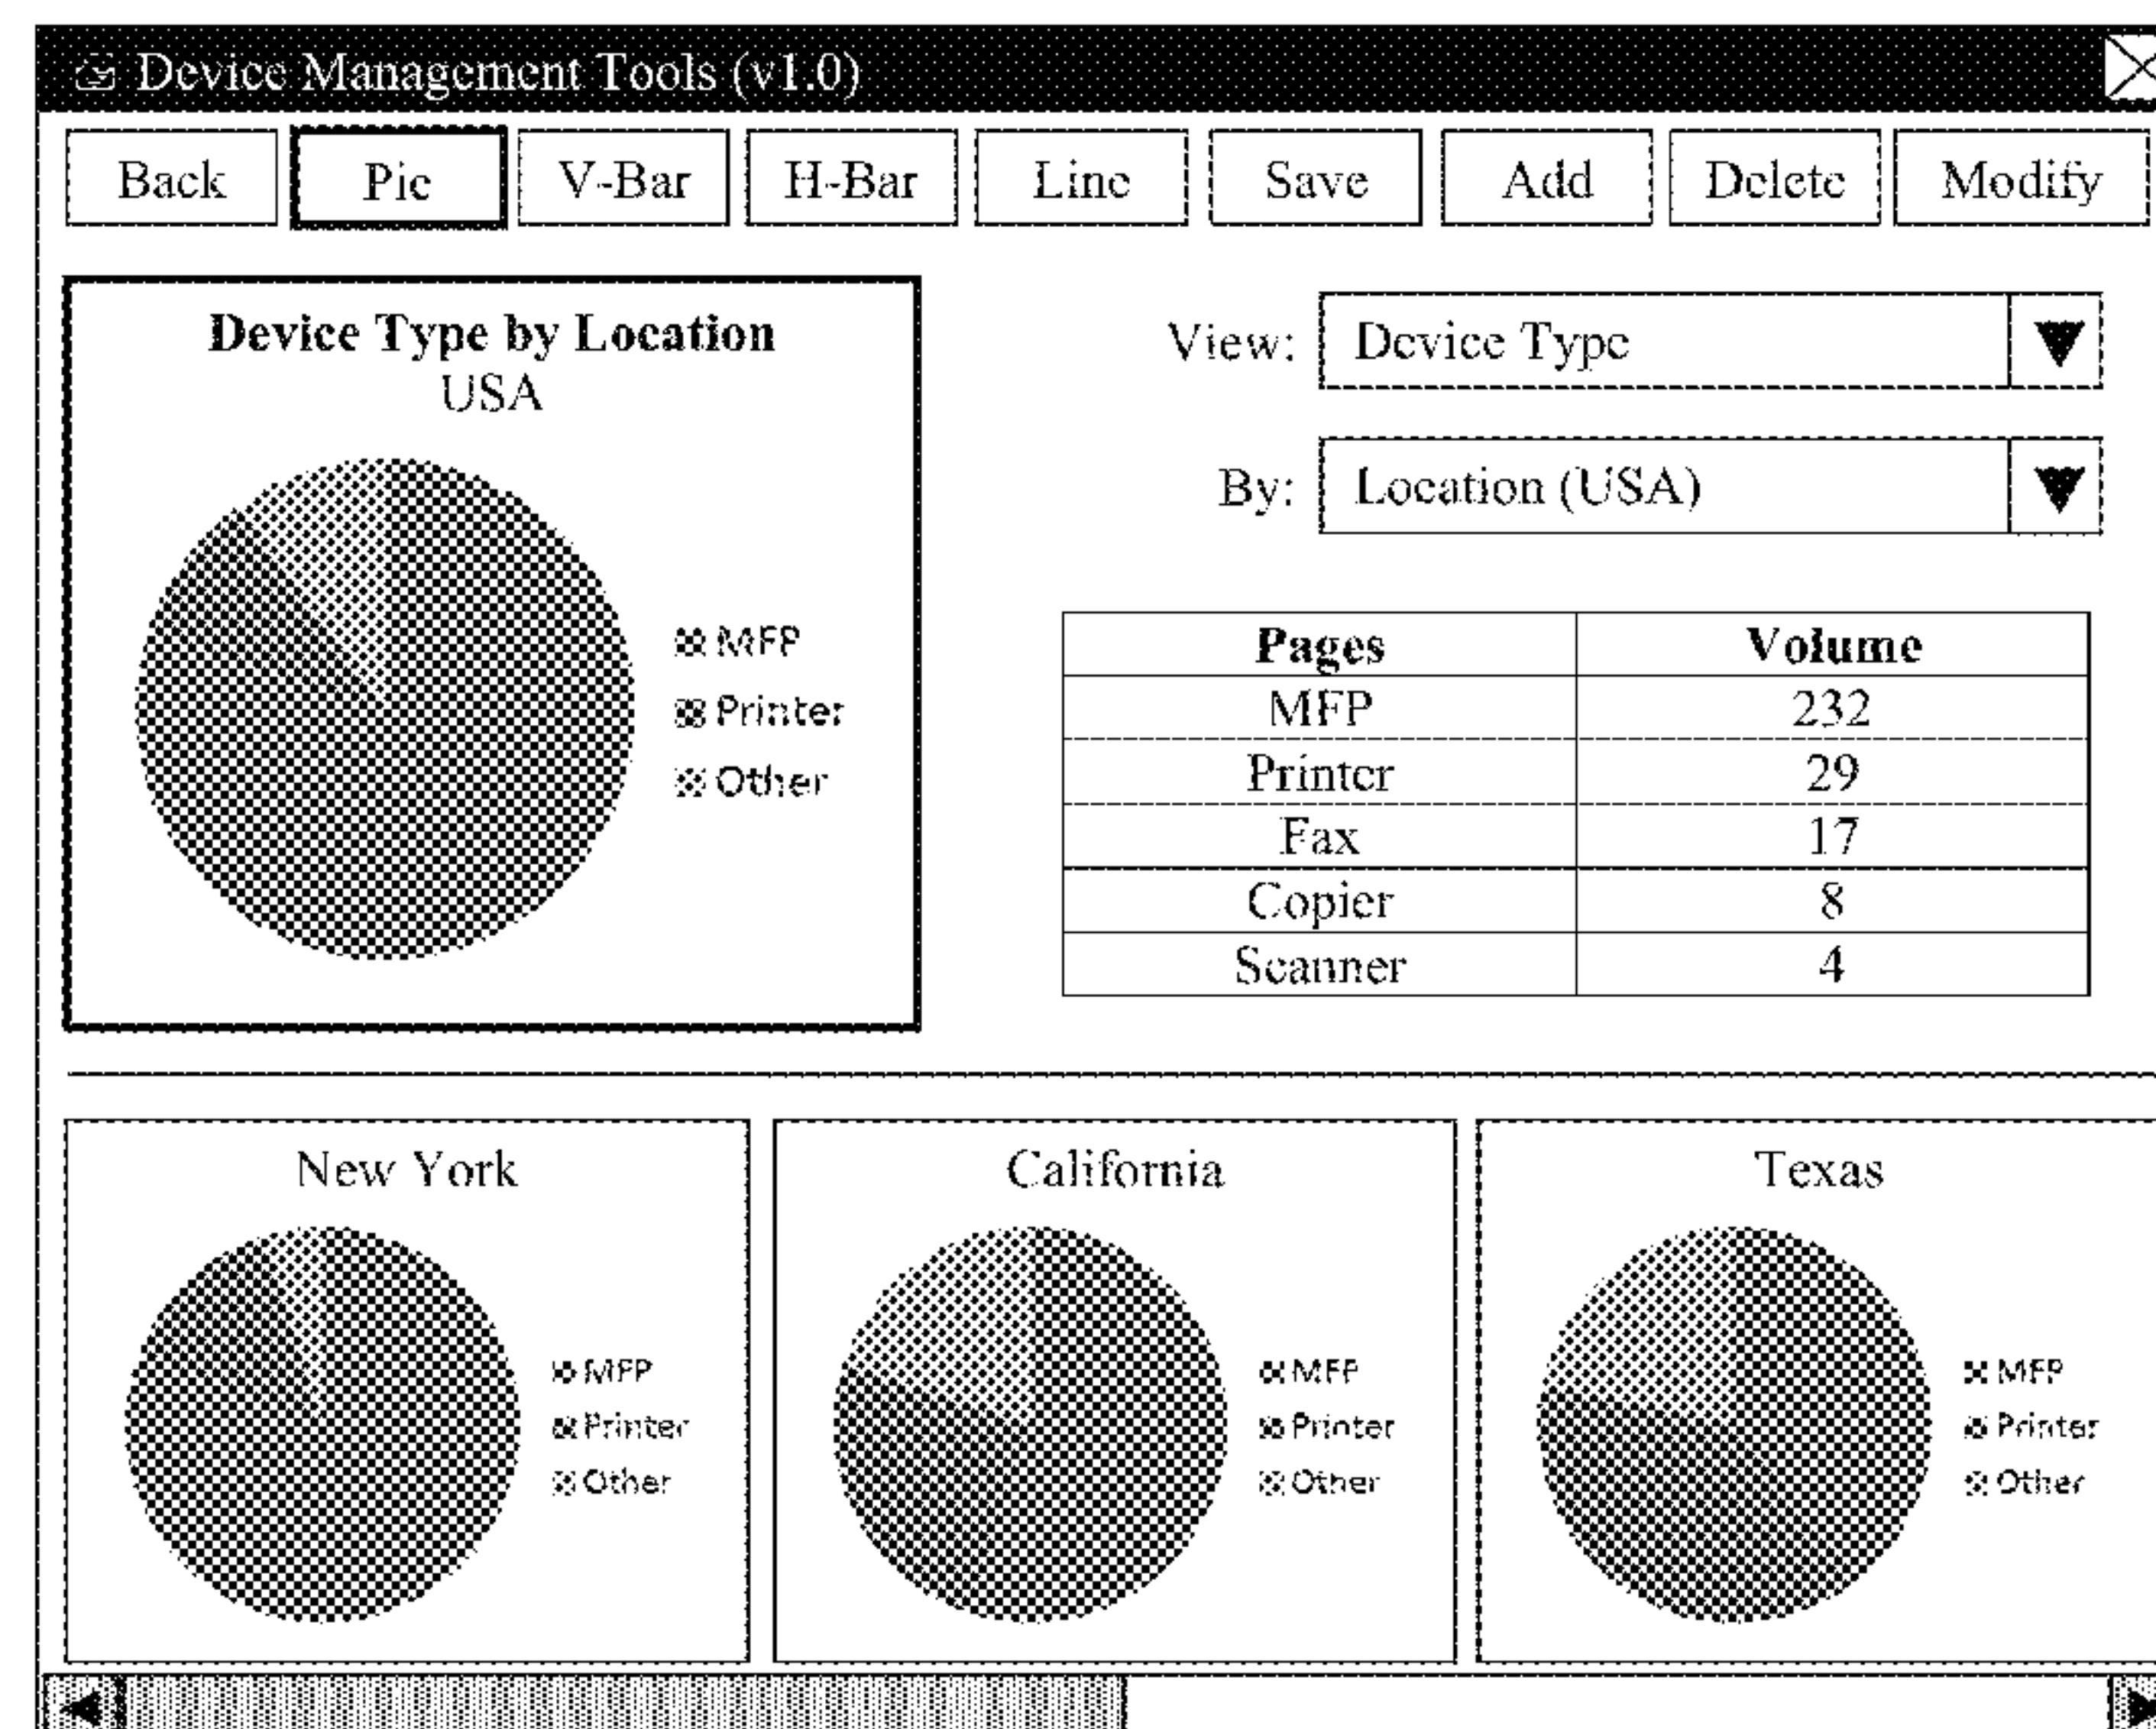 Device Management Tools (v1.0)
Back Pie V-Bar H-Bar Line Save Add Delete Modify
Device Type by Location
USA
MFP
Printer
Other
View: Device Type
By: Location (USA)
Pages Volume
MFP 232
Printer 29
Fax 17
Copier 8
Scanner 4
New York
MFP
Printer
Other
California
MFP
Printer
Other
Texas
MFP
Printer
Other